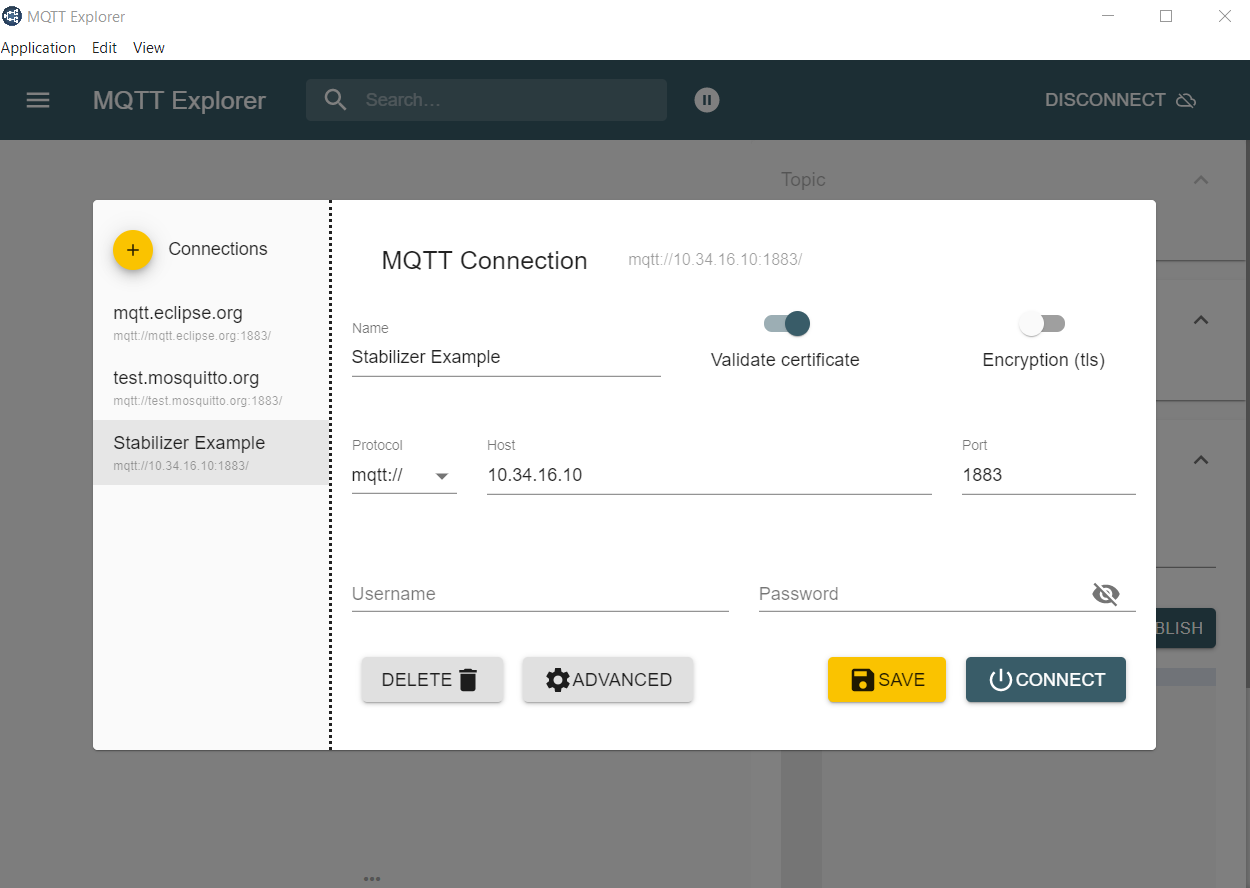 MQTT Explorer
Application Edit View
MQTT Explorer Search... DISCONNECT
Topic
Connections
mqtt.eclipse.org
mqtt://mqtt.eclipse.org:1883/
test.mosquitto.org
mqtt://test.mosquitto.org:1883/
Stabilizer Example
mqtt://10.34.16.10:1883/
MQTT Connection mqtt://10.34.16.10:1883/
Name
Stabilizer Example
Validate certificate Encryption (tls)
Protocol Host Port
mqtt:// 10.34.16.10 1883
Username Password
BLISH
DELETE ADVANCED SAVE CONNECT